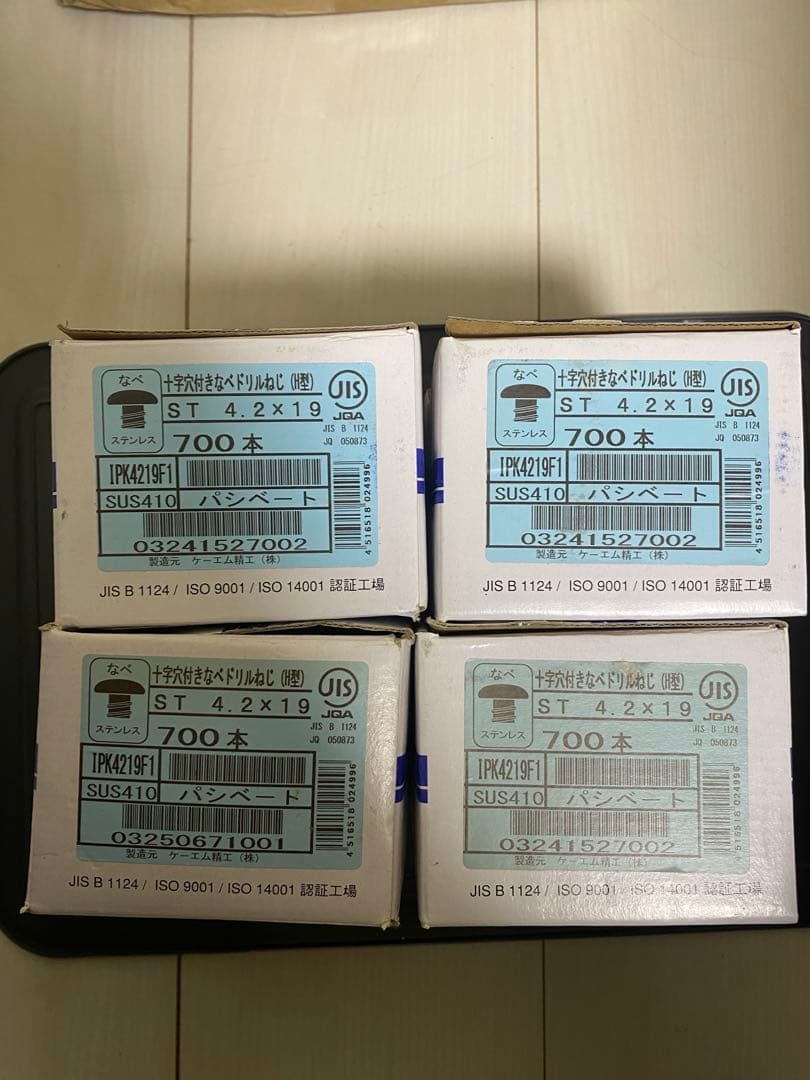 なべ
ステンレス
十字穴付きなべドリルねじ (H型)
ST 4.2×19
700本
JIS
JQA
JIS B 1124
JQ 050873
IPK4219F1
SUS410 パシベート
03241527002
4 516518 024996
製造元 ケーエム精工(株)
JIS B 1124 / ISO 9001 / ISO 14001 認証工場
なべ
ステンレス
十字穴付きなべドリルねじ (H型)
ST 4.2×19
700本
JIS
JQA
JIS B 1124
JQ 050873
IPK4219F1
SUS410 パシベート
03241527002
4 516518 024996
製造元 ケーエム精工(株)
JIS B 1124 / ISO 9001 / ISO 14001 認証工場
なべ
ステンレス
十字穴付きなべドリルねじ (H型)
ST 4.2×19
700本
JIS
JQA
JIS B 1124
JQ 050873
IPK4219F1
SUS410 パシベート
03250671001
4 516518 024996
製造元 ケーエム精工(株)
JIS B 1124 / ISO 9001 / ISO 14001 認証工場
なべ
ステンレス
十字穴付きなべドリルねじ (H型)
ST 4.2×19
700本
JIS
JQA
JIS B 1124
JQ 050873
IPK4219F1
SUS410 パシベート
03241527002
4 516518 024996
製造元 ケーエム精工(株)
JIS B 1124 / ISO 9001 / ISO 14001 認証工場